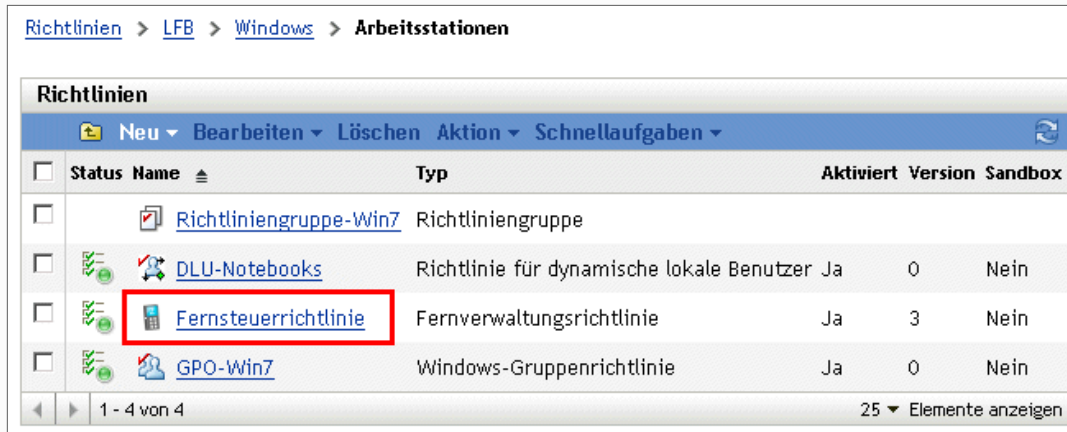 Richtlinien > LFB > Windows > Arbeitsstationen
Richtlinien
Neu Bearbeiten Löschen Aktion Schnellaufgaben
Status Name Typ Aktiviert Version Sandbox
Richtliniengruppe-Win7 Richtliniengruppe
DLU-Notebooks Richtlinie für dynamische lokale Benutzer Ja 0 Nein
Fernsteuerrichtlinie Fernverwaltungsrichtlinie Ja 3 Nein
GPO-Win7 Windows-Gruppenrichtlinie Ja 0 Nein
1 - 4 von 4 25 Elemente anzeigen